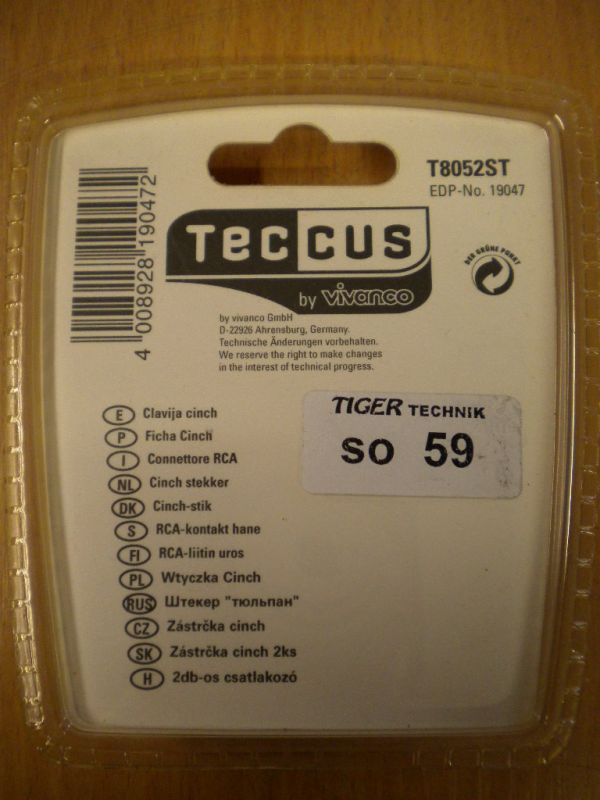 T8052ST
EDP-No. 19047
4 008928 190472
Teccus
by vivanco
DER GRÜNE PUNKT
by vivanco GmbH
D-22926 Ahrensburg, Germany.
Technische Änderungen vorbehalten.
We reserve the right to make changes
in the interest of technical progress.
TIGER TECHNIK
SO 59
E Clavija cinch
P Ficha Cinch
I Connettore RCA
NL Cinch stekker
DK Cinch-stik
S RCA-kontakt hane
FI RCA-liitin uros
PL Wtyczka Cinch
RUS Штекер "тюльпан"
CZ Zástrčka cinch
SK Zástrčka cinch 2ks
H 2db-os csatlakozó